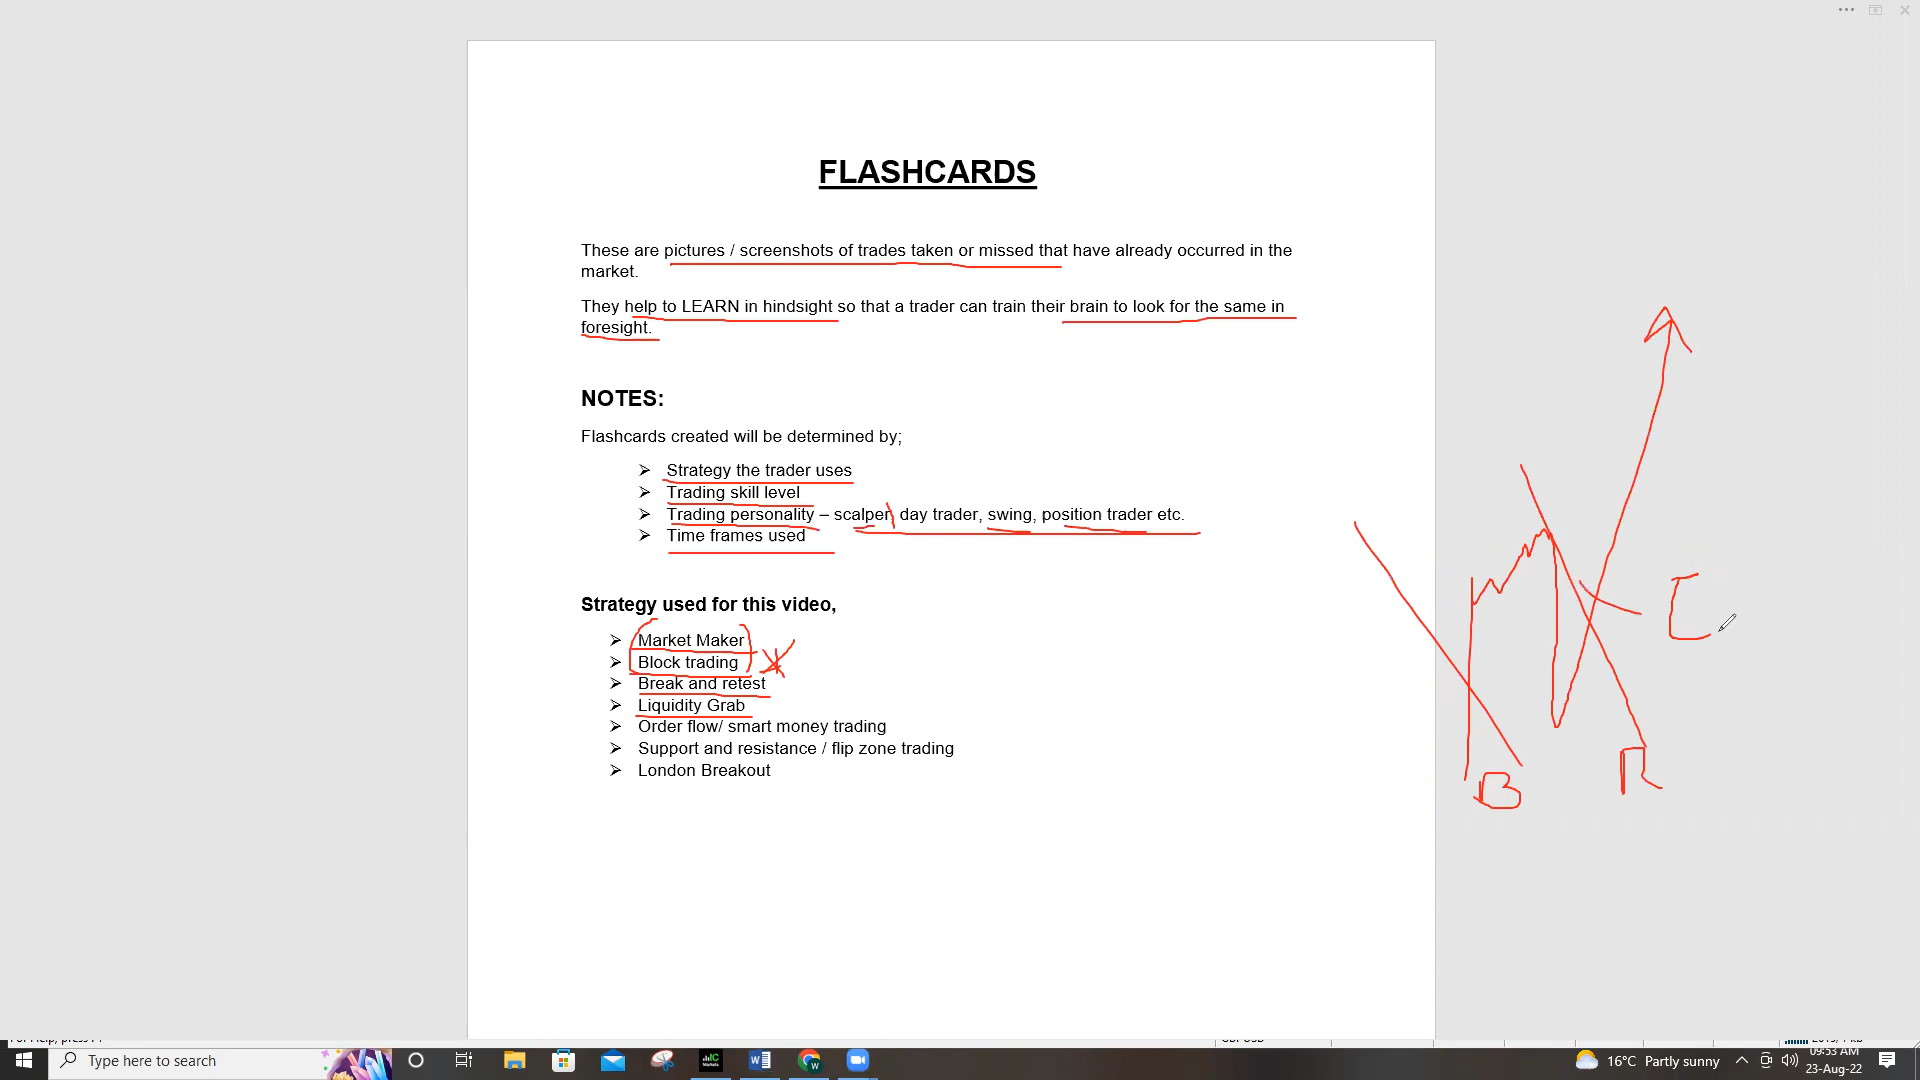 FLASHCARDS
These are pictures / screenshots of trades taken or missed that have already occurred in the
market.
They help to LEARN in hindsight so that a trader can train their brain to look for the same in
foresight.
NOTES:
Flashcards created will be determined by;
➢ Strategy the trader uses
➢ Trading skill level
➢ Trading personality – scalper, day trader, swing, position trader etc.
➢ Time frames used
Strategy used for this video,
➢ Market Maker
➢ Block trading
➢ Break and retest
➢ Liquidity Grab
➢ Order flow/ smart money trading
➢ Support and resistance / flip zone trading
➢ London Breakout
B
R
Type here to search
16°C Partly sunny
09:53 AM
23-Aug-22